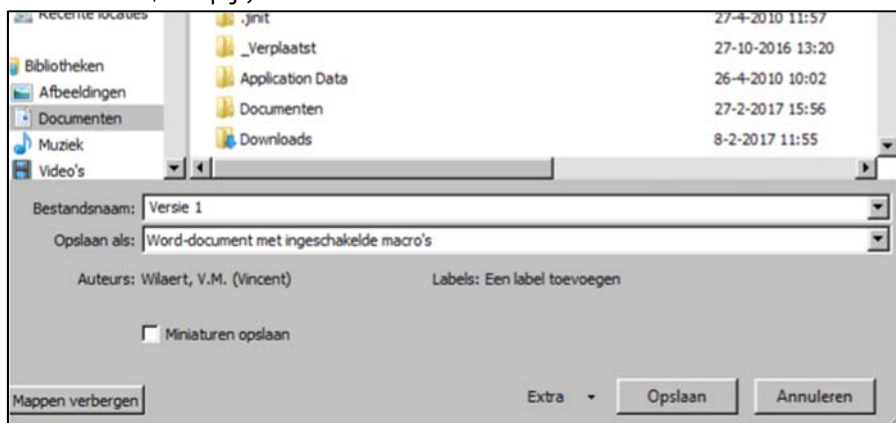 Recente locaties
.jinit 27-4-2010 11:57
_Verplaatst 27-10-2016 13:20
Bibliotheken
Application Data 26-4-2010 10:02
Afbeeldingen
Documenten 27-2-2017 15:56
Documenten
Downloads 8-2-2017 11:55
Muziek
Video's
Bestandsnaam: Versie 1
Opslaan als: Word-document met ingeschakelde macro's
Auteurs: Wilaert, V.M. (Vincent) Labels: Een label toevoegen
Miniaturen opslaan
Mappen verbergen Extra Opslaan Annuleren